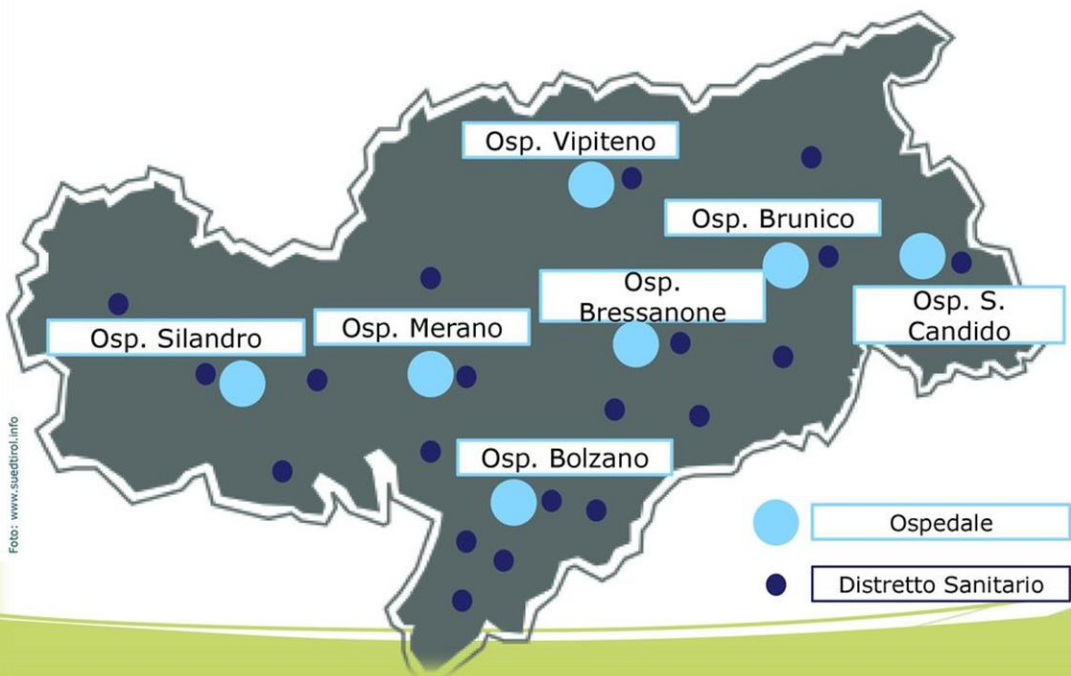 Osp. Vipiteno
Osp. Brunico
Osp.
Bressanone
Osp. S.
Candido
Osp. Silandro
Osp. Merano
Osp. Bolzano
Ospedale
Distretto Sanitario
Foto: www.suedtirol.info